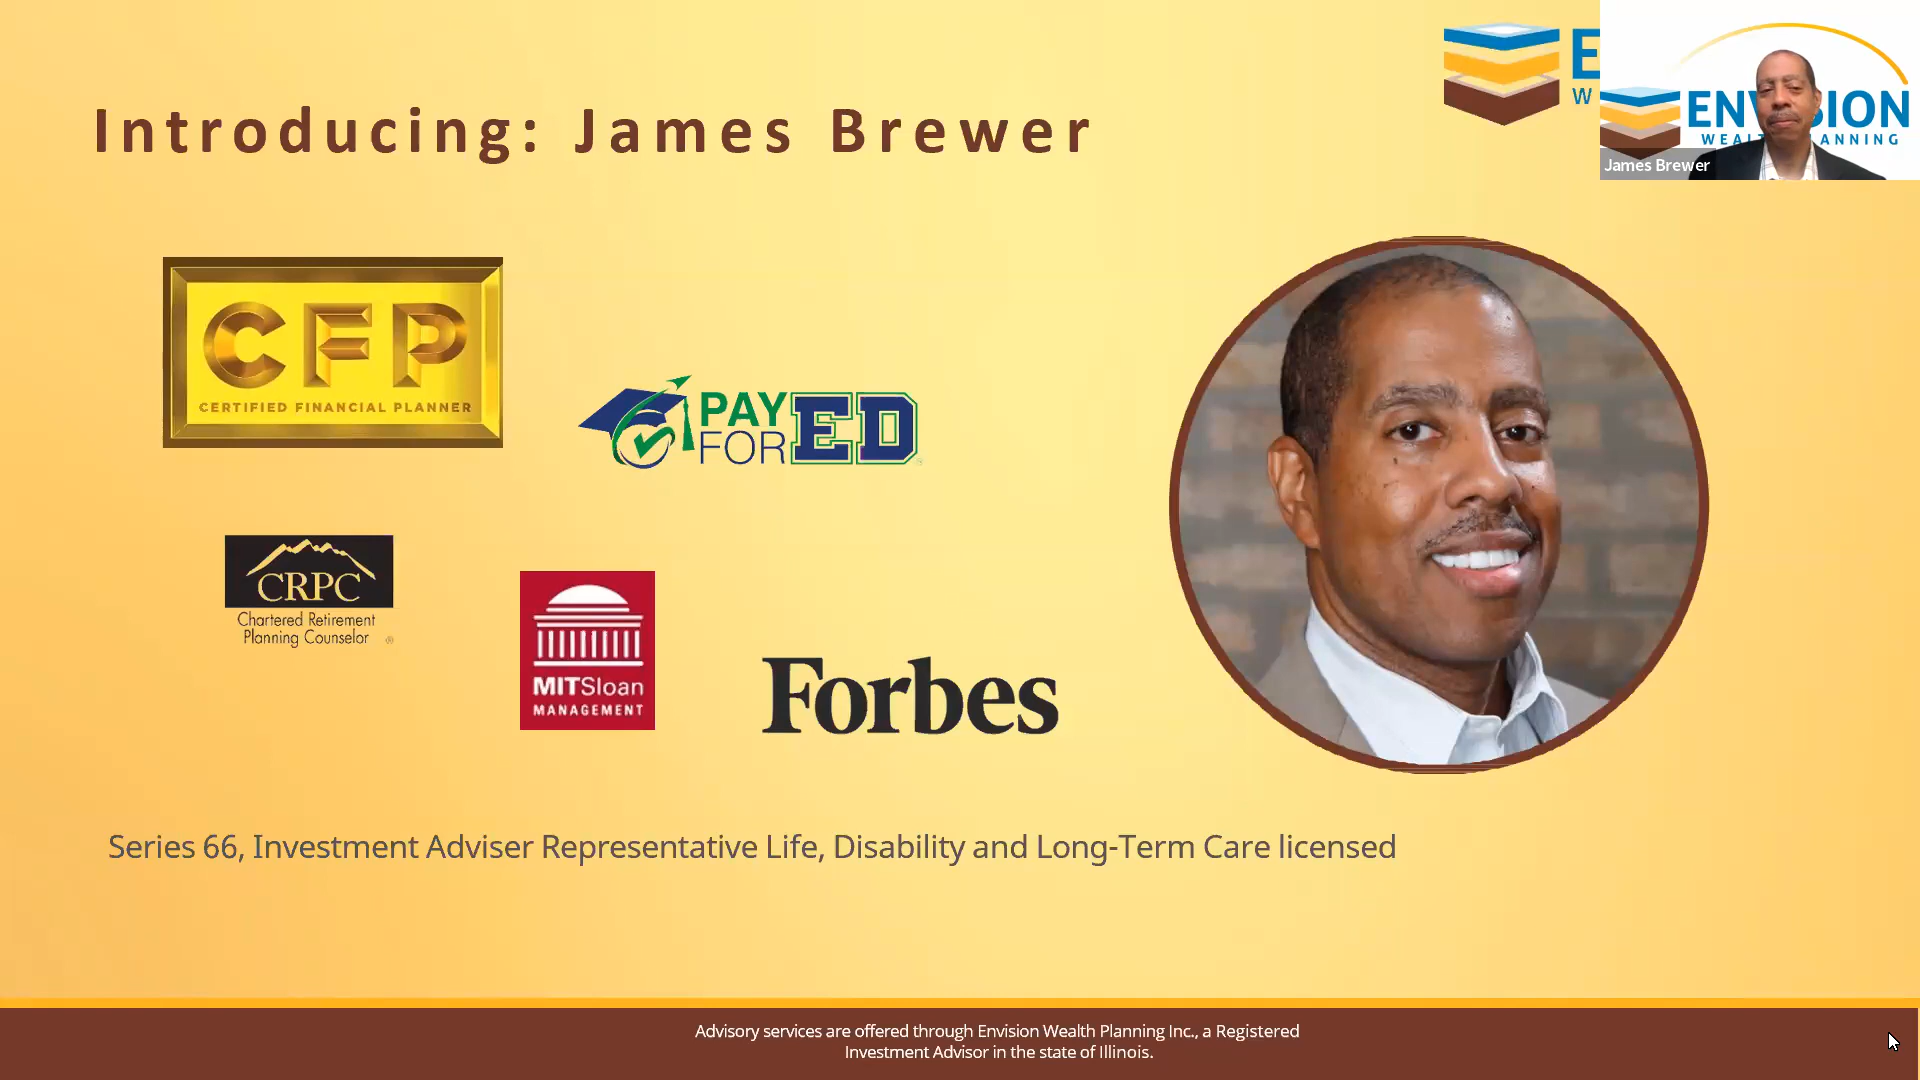 Introducing: James Brewer
E
W
ENVISION
James Brewer
CFP
CERTIFIED FINANCIAL PLANNER
PAY
FOR ED
CRPC
Chartered Retirement
Planning Counselor ®
MITSloan
MANAGEMENT
Forbes
Series 66, Investment Adviser Representative Life, Disability and Long-Term Care licensed
Advisory services are offered through Envision Wealth Planning Inc., a Registered
Investment Advisor in the state of Illinois.